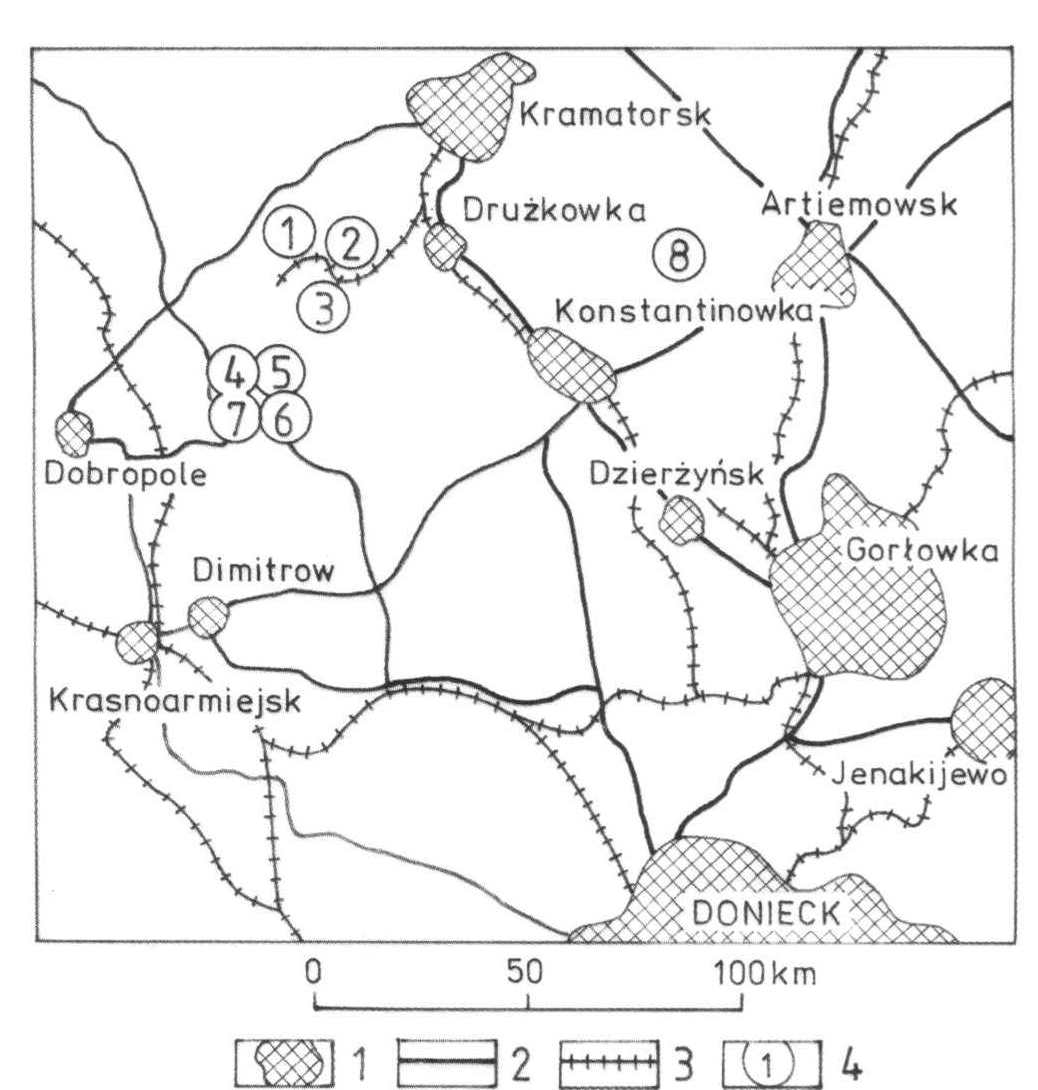 Kramatorsk
Artiemowsk
Drużkowka
1
2
8
3
Konstantinowka
4
5
7
6
Dobropole
Dzierżyńsk
Gorłowka
Dimitrow
Krasnoarmiejsk
Jenakijewo
DONIECK
0 50 100km
1 2 3 1 4